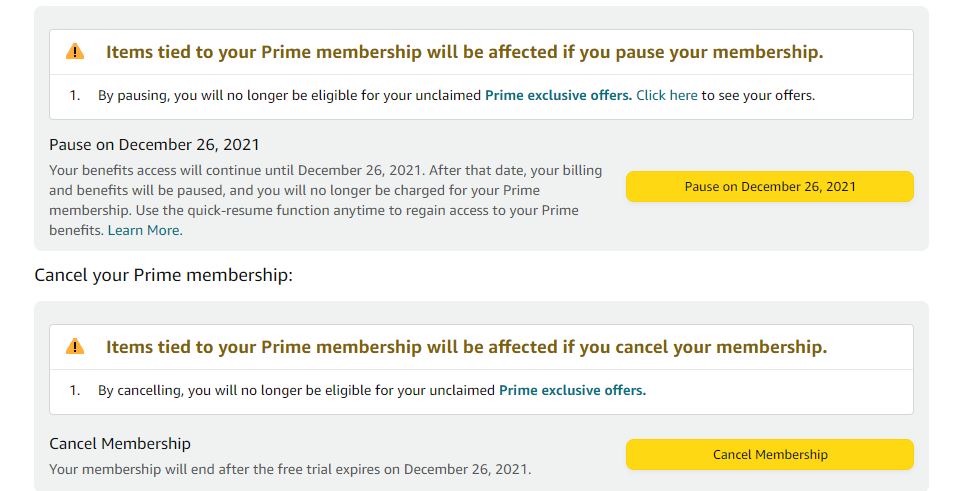 Items tied to your Prime membership will be affected if you pause your membership.
1. By pausing, you will no longer be eligible for your unclaimed Prime exclusive offers. Click here to see your offers.
Pause on December 26, 2021
Your benefits access will continue until December 26, 2021. After that date, your billing
and benefits will be paused, and you will no longer be charged for your Prime
membership. Use the quick-resume function anytime to regain access to your Prime
benefits. Learn More.
Pause on December 26, 2021
Cancel your Prime membership:
Items tied to your Prime membership will be affected if you cancel your membership.
1. By cancelling, you will no longer be eligible for your unclaimed Prime exclusive offers.
Cancel Membership
Your membership will end after the free trial expires on December 26, 2021.
Cancel Membership